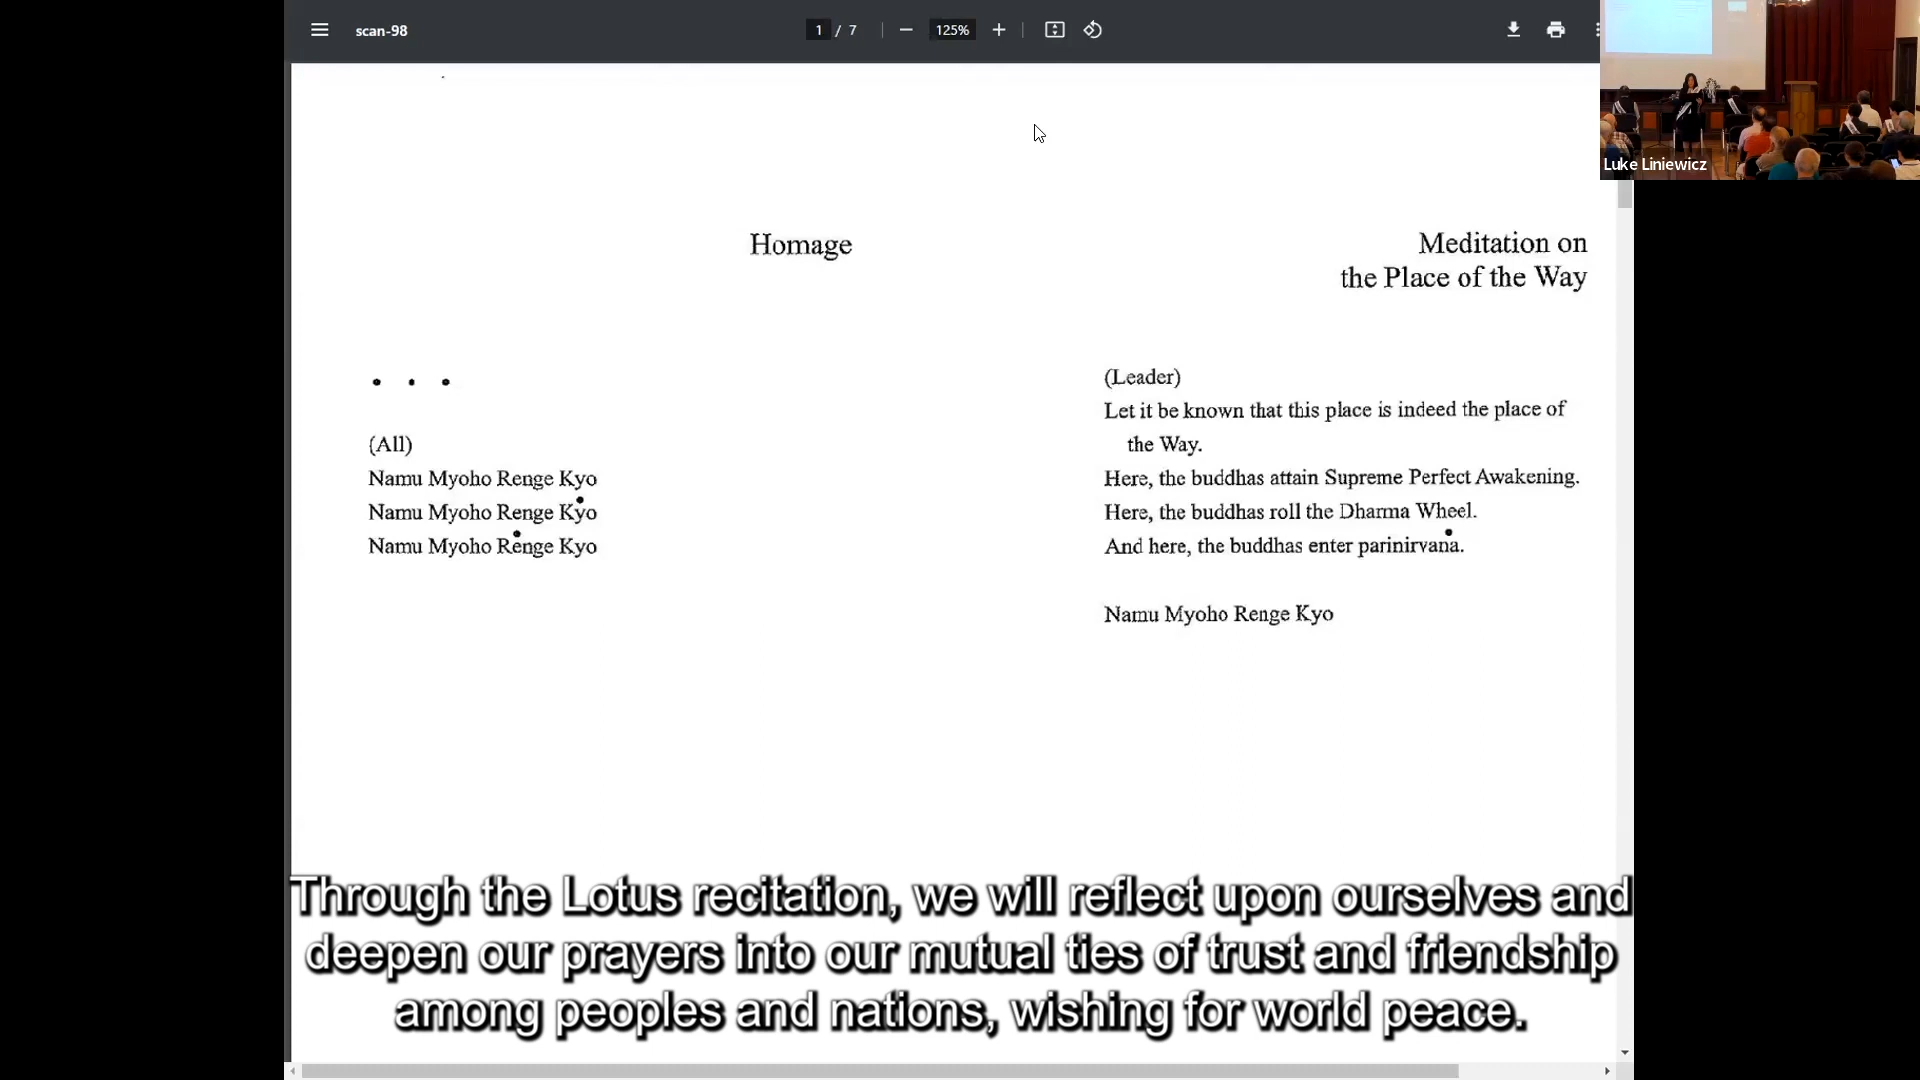 scan-98
1 / 7
125%
Luke Liniewicz
Homage
• • •
(All)
Namu Myoho Renge Kyo
Namu Myoho Renge Kyo
Namu Myoho Renge Kyo
Meditation on
the Place of the Way
(Leader)
Let it be known that this place is indeed the place of
the Way.
Here, the buddhas attain Supreme Perfect Awakening.
Here, the buddhas roll the Dharma Wheel.
And here, the buddhas enter parinirvana.
Namu Myoho Renge Kyo
Through the Lotus recitation, we will reflect upon ourselves and
deepen our prayers into our mutual ties of trust and friendship
among peoples and nations, wishing for world peace.